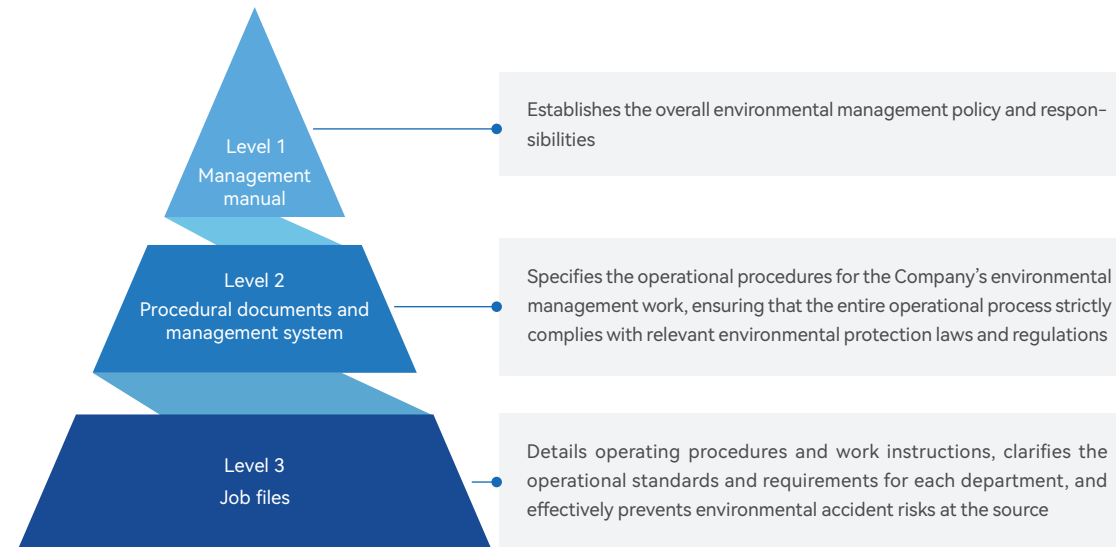 Level 1
Management
manual
Establishes the overall environmental management policy and respon-
sibilities
Level 2
Procedural documents and
management system
Specifies the operational procedures for the Company’s environmental
management work, ensuring that the entire operational process strictly
complies with relevant environmental protection laws and regulations
Level 3
Job files
Details operating procedures and work instructions, clarifies the
operational standards and requirements for each department, and
effectively prevents environmental accident risks at the source